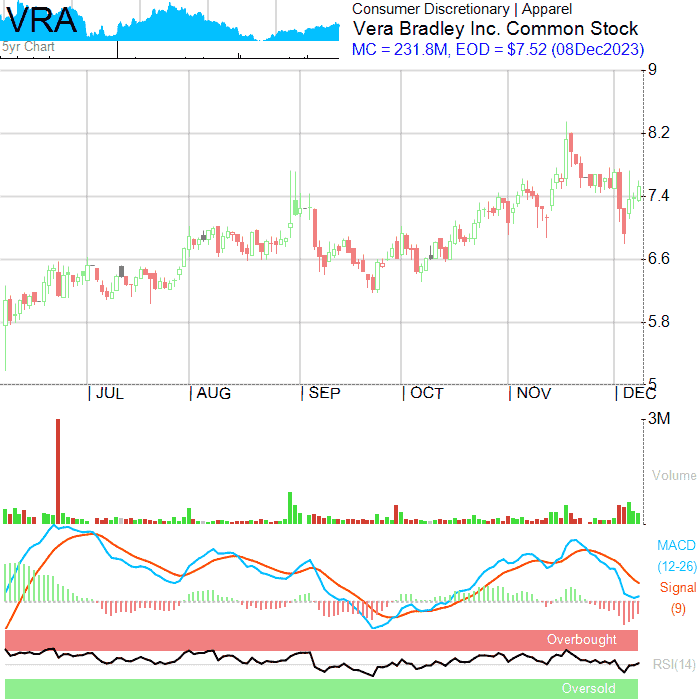 VRA
5yr Chart
Consumer Discretionary | Apparel
Vera Bradley Inc. Common Stock
MC = 231.8M, EOD = $7.52 (08Dec2023)
9
8.2
7.4
6.6
5.8
5
JUL AUG SEP OCT NOV DEC
3M
Volume
MACD
(12-26)
Signal
(9)
Overbought
RSI(14)
Oversold